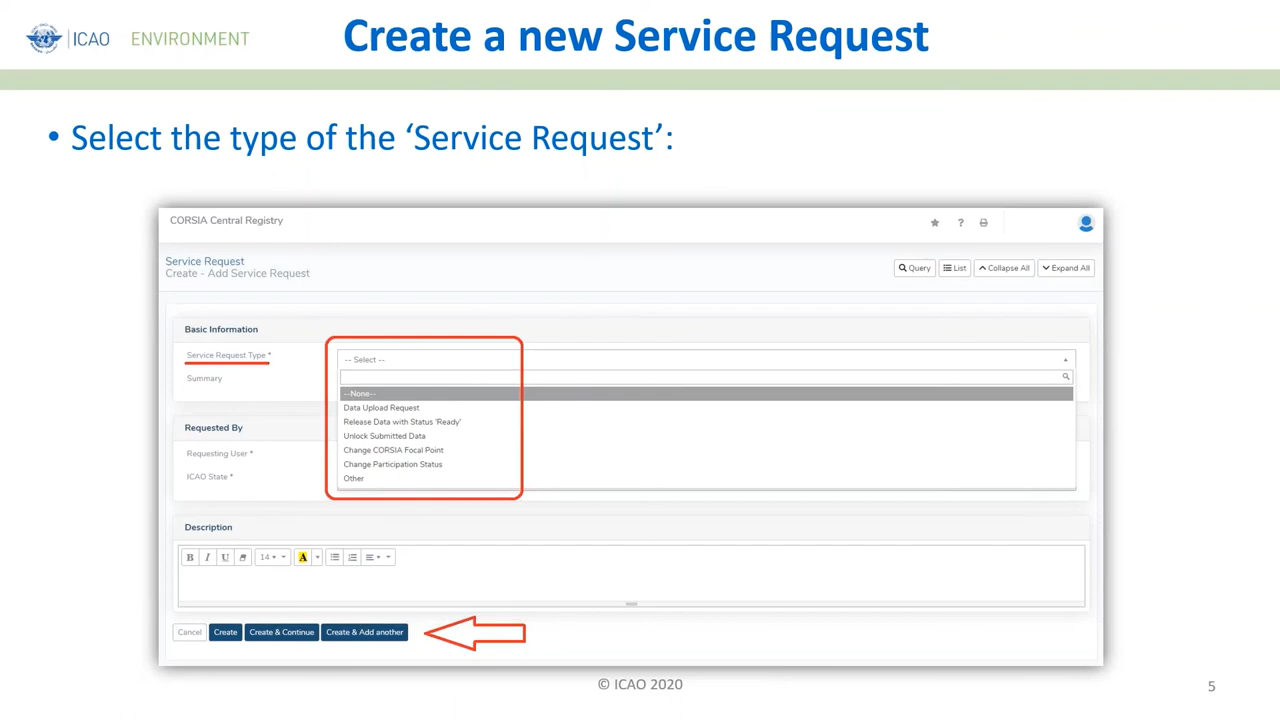 ICAO ENVIRONMENT
Create a new Service Request
• Select the type of the ‘Service Request’:
CORSIA Central Registry
?
Service Request
Create - Add Service Request
Query List Collapse All Expand All
Basic Information
Service Request Type *
-- Select --
Summary
--None--
Data Upload Request
Release Data with Status 'Ready'
Unlock Submitted Data
Change CORSIA Focal Point
Change Participation Status
Other
Requested By
Requesting User *
ICAO State *
Description
B I U 14 A
Cancel Create Create & Continue Create & Add another
© ICAO 2020
5